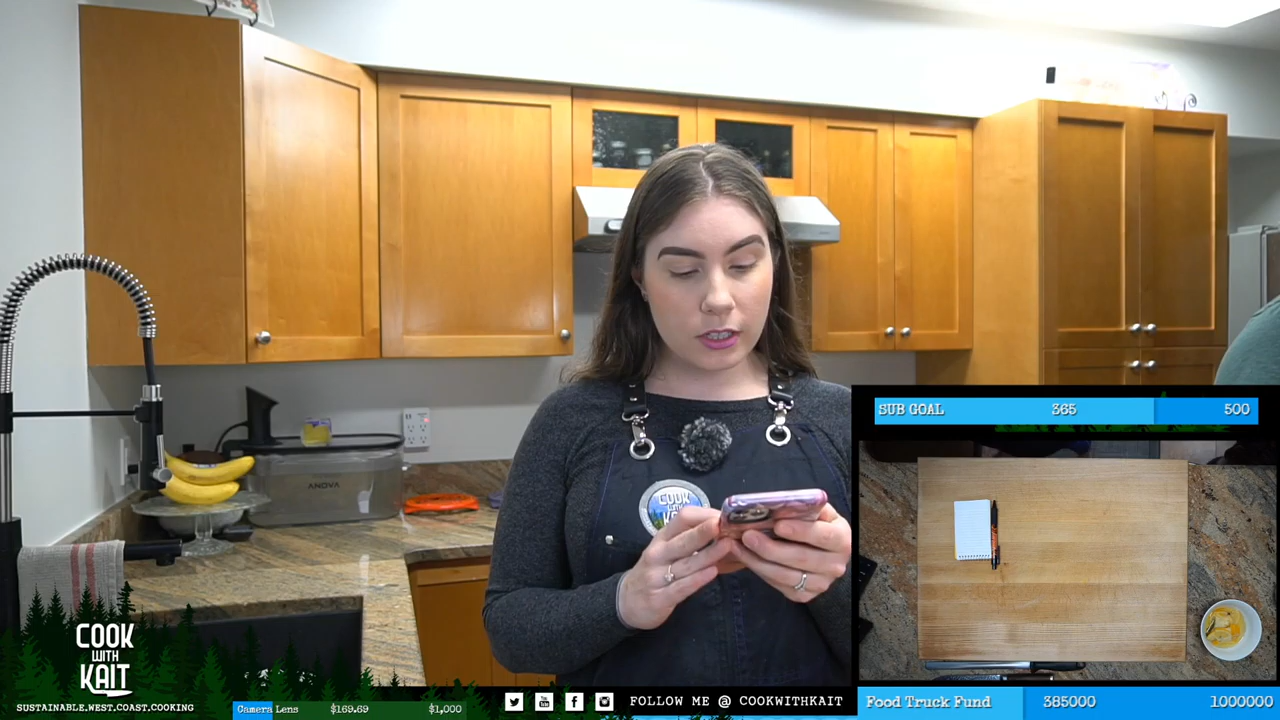 ANOVA
COOK
SUB GOAL 365 500
COOK
WITH
KAIT
SUSTAINABLE.WEST.COAST.COOKING
Camera Lens $169.69 $1,000
FOLLOW ME @ COOKWITHKAIT
Food Truck Fund 385000 1000000